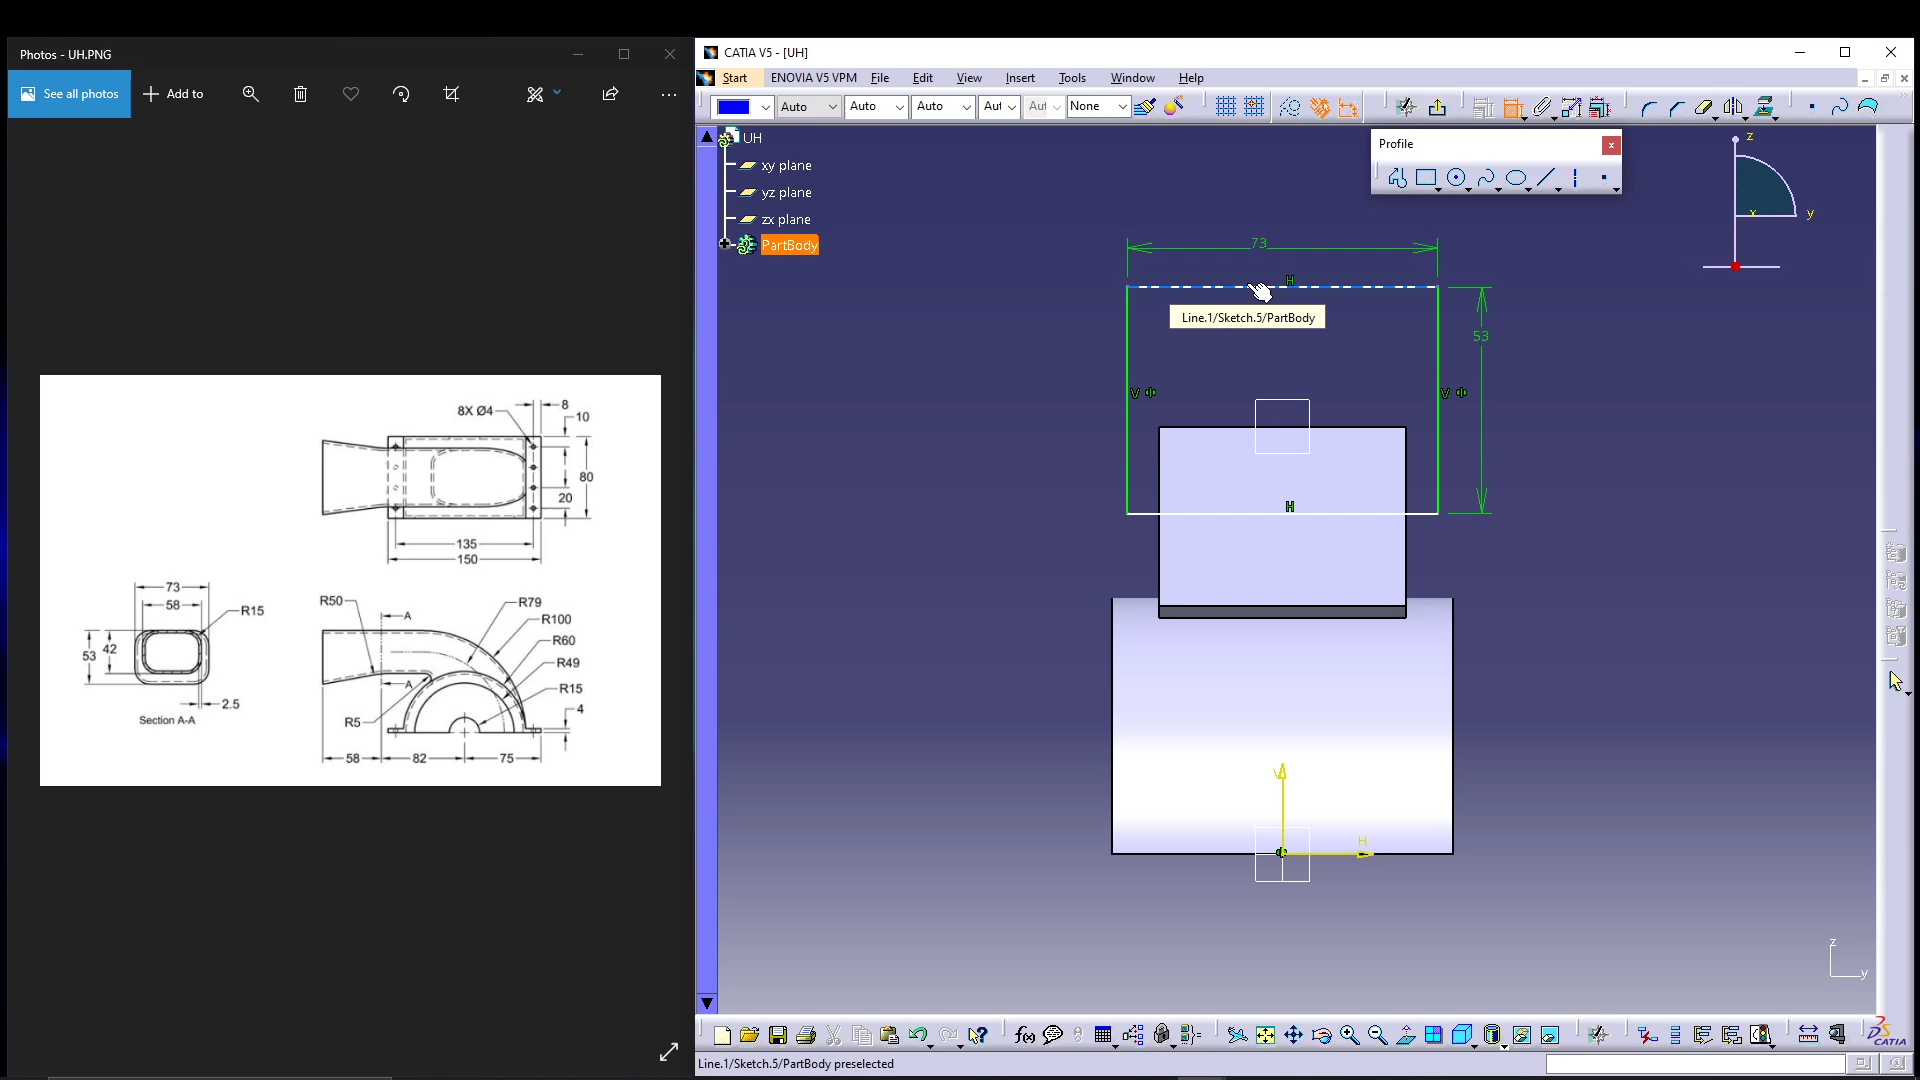 Photos - UH.PNG
See all photos
Add to
8X Ø4
8
10
80
20
135
150
73
58
R15
53
42
2.5
Section A-A
R50
A
R79
R100
R60
R49
R15
A
4
R5
58
82
75
CATIA V5 - [UH]
Start
ENOVIA V5 VPM
File
Edit
View
Insert
Tools
Window
Help
Auto
Auto
Auto
Aut
Aut
None
UH
xy plane
yz plane
zx plane
PartBody
Profile
z
x
y
73
H
Line.1/Sketch.5/PartBody
53
V
V
H
V
H
z
y
CATIA
Line.1/Sketch.5/PartBody preselected